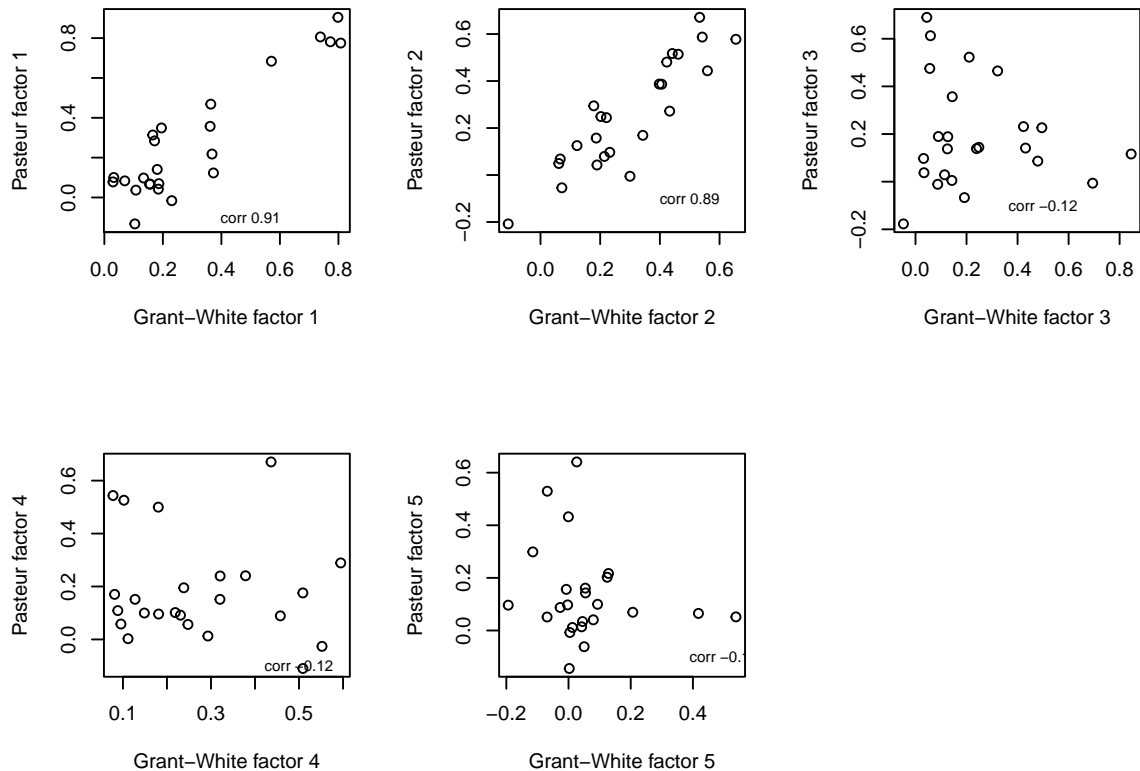 Pasteur factor 1
0.0
0.4
0.8
corr 0.91
0.0 0.2 0.4 0.6 0.8
Grant−White factor 1
Pasteur factor 2
−0.2
0.2
0.6
corr 0.89
0.0 0.2 0.4 0.6
Grant−White factor 2
Pasteur factor 3
−0.2
0.2
0.6
corr −0.12
0.0 0.2 0.4 0.6 0.8
Grant−White factor 3
Pasteur factor 4
0.0
0.2
0.4
0.6
corr −0.12
0.1 0.3 0.5
Grant−White factor 4
Pasteur factor 5
0.0
0.2
0.4
0.6
corr −0.
−0.2 0.0 0.2 0.4
Grant−White factor 5